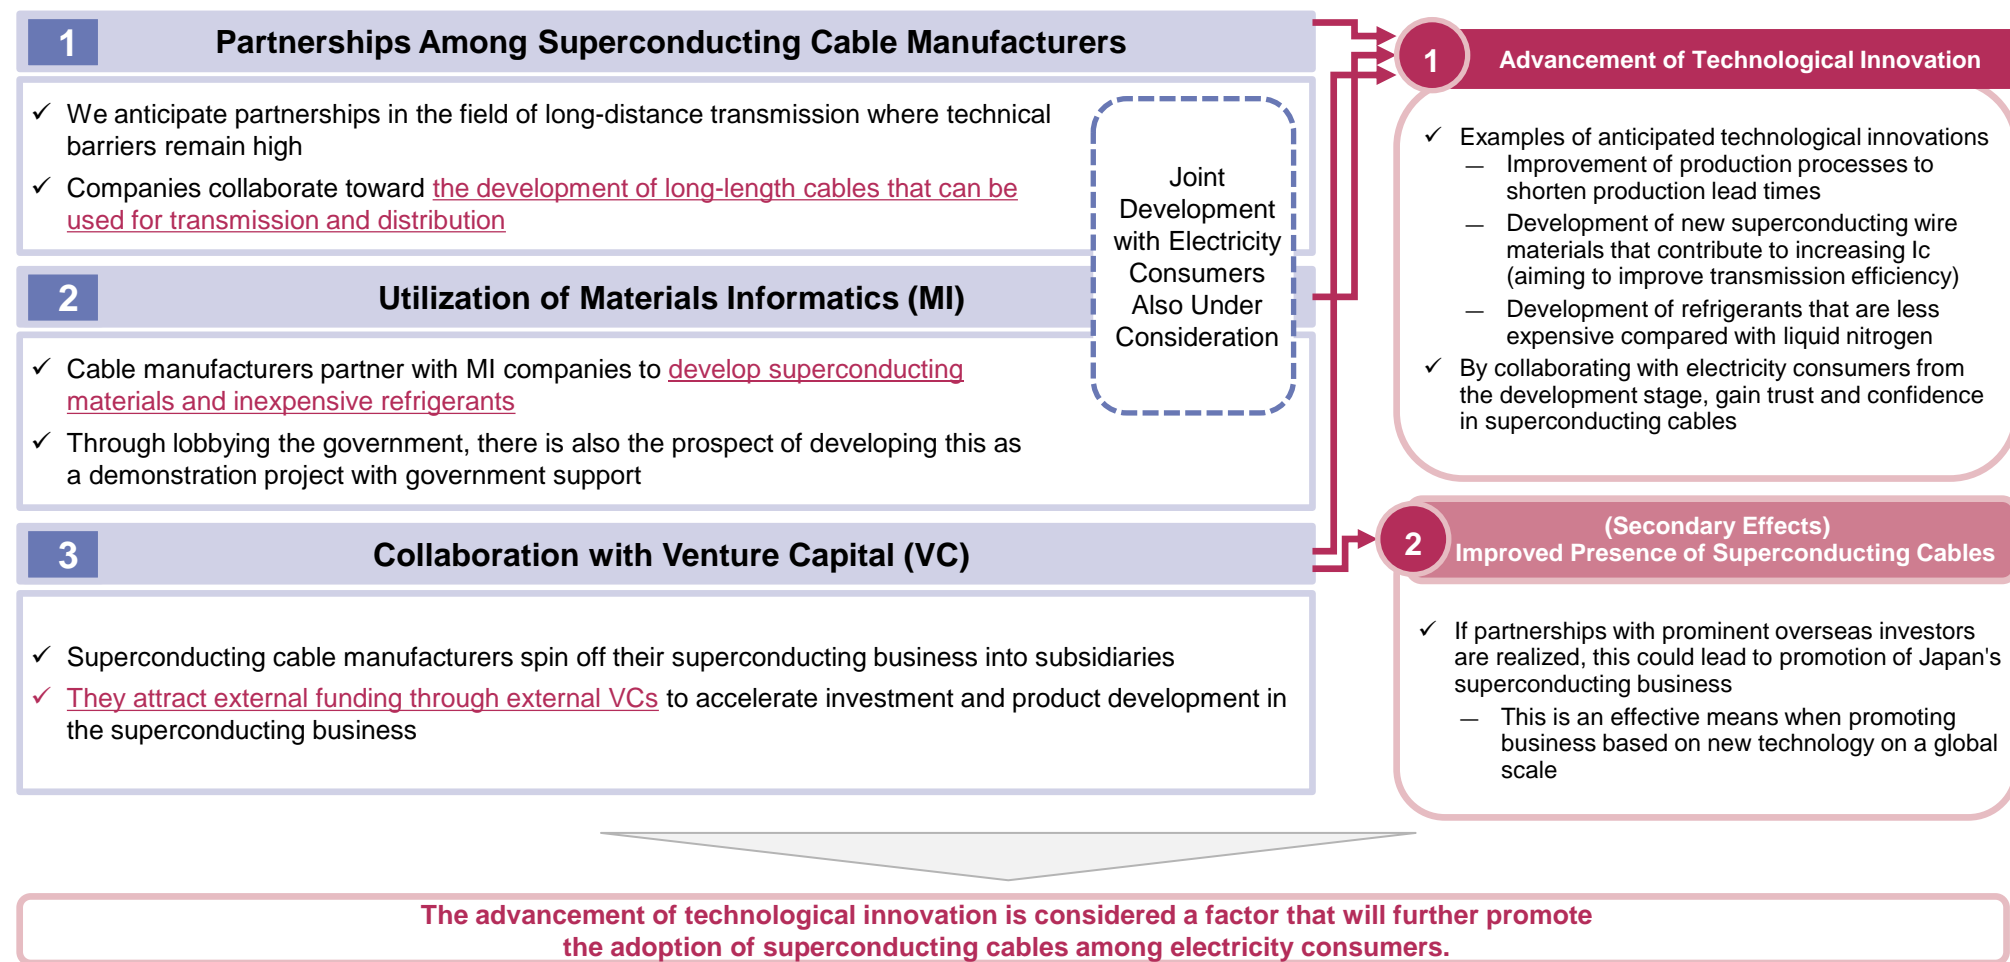 1
Partnerships Among Superconducting Cable Manufacturers
✓ We anticipate partnerships in the field of long-distance transmission where technical
barriers remain high
✓ Companies collaborate toward the development of long-length cables that can be
used for transmission and distribution
2
Utilization of Materials Informatics (MI)
✓ Cable manufacturers partner with MI companies to develop superconducting
materials and inexpensive refrigerants
✓ Through lobbying the government, there is also the prospect of developing this as
a demonstration project with government support
Joint
Development
with Electricity
Consumers
Also Under
Consideration
3
Collaboration with Venture Capital (VC)
✓ Superconducting cable manufacturers spin off their superconducting business into subsidiaries
✓ They attract external funding through external VCs to accelerate investment and product development in
the superconducting business
1
Advancement of Technological Innovation
✓ Examples of anticipated technological innovations
— Improvement of production processes to
shorten production lead times
— Development of new superconducting wire
materials that contribute to increasing Ic
(aiming to improve transmission efficiency)
— Development of refrigerants that are less
expensive compared with liquid nitrogen
✓ By collaborating with electricity consumers from
the development stage, gain trust and confidence
in superconducting cables
2
(Secondary Effects)
Improved Presence of Superconducting Cables
✓ If partnerships with prominent overseas investors
are realized, this could lead to promotion of Japan's
superconducting business
— This is an effective means when promoting
business based on new technology on a global
scale
The advancement of technological innovation is considered a factor that will further promote
the adoption of superconducting cables among electricity consumers.